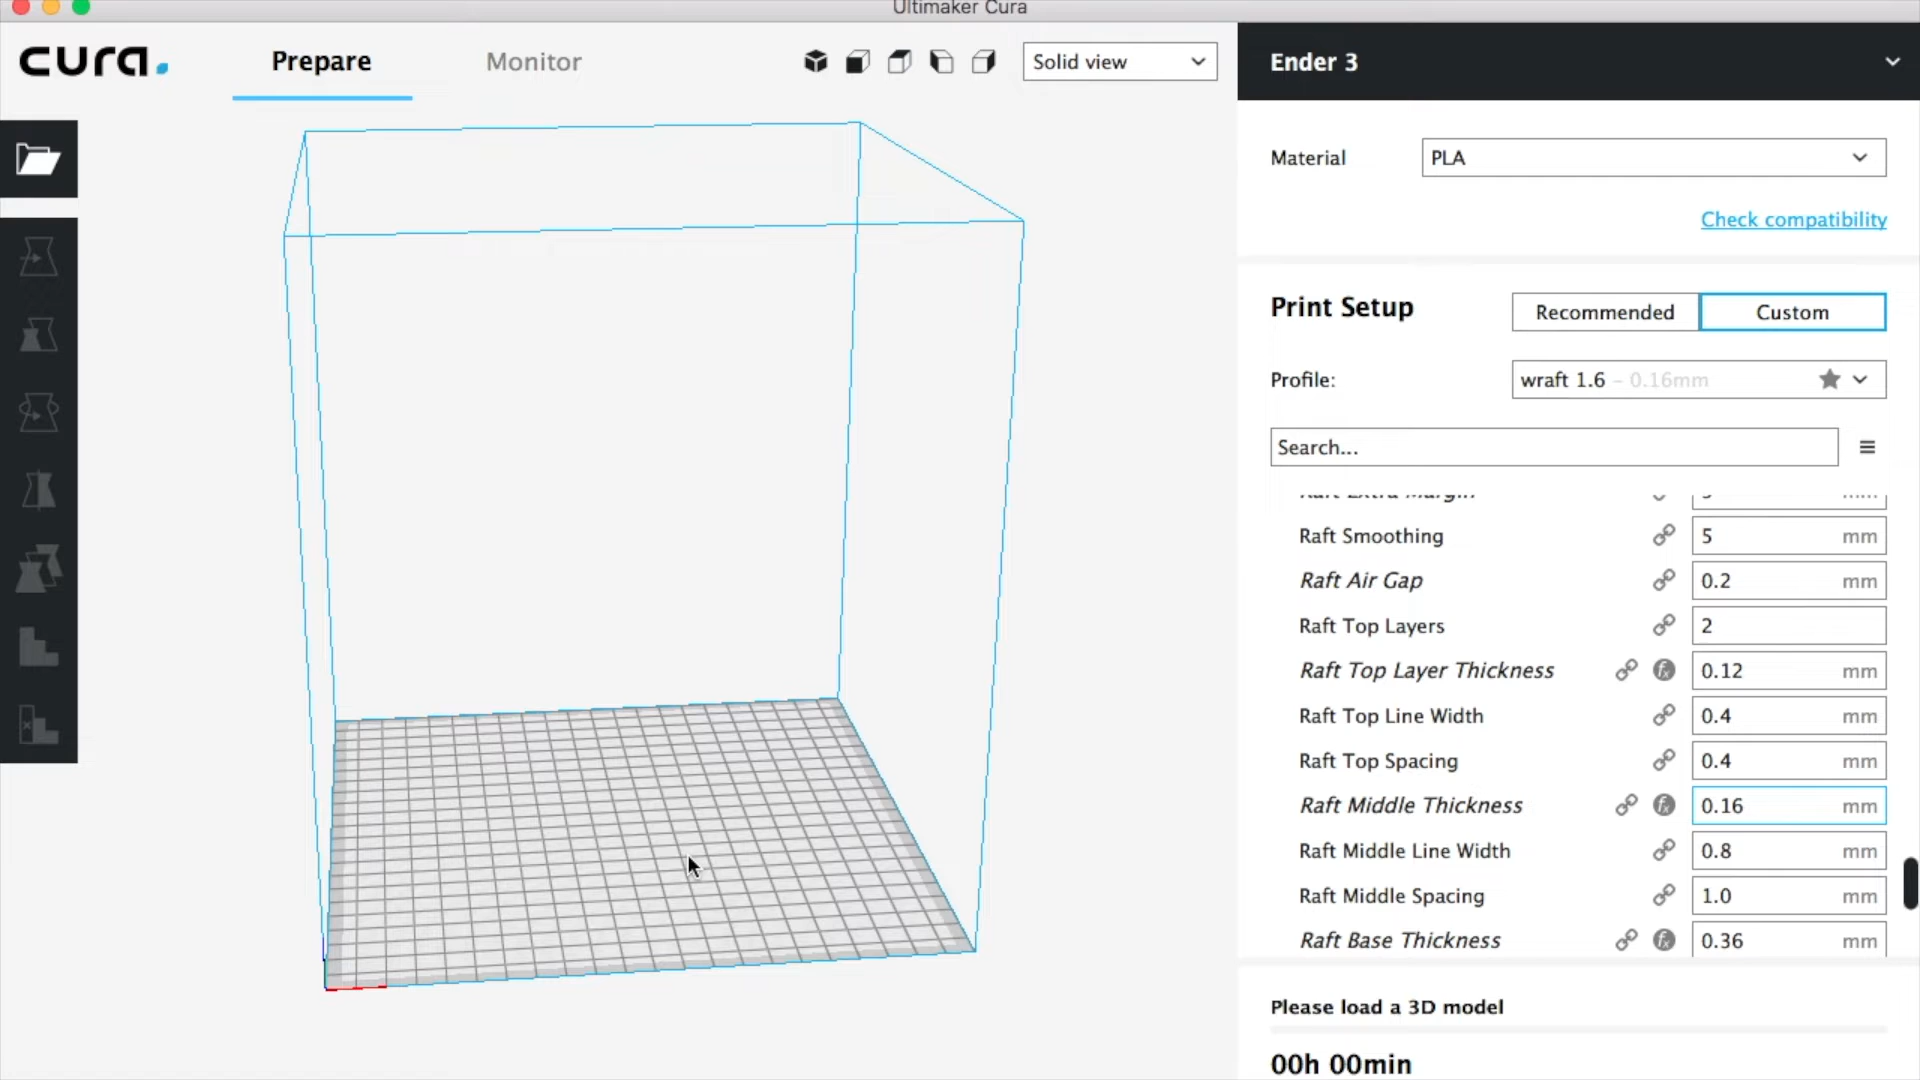 Ultimaker Cura
cura.
Prepare
Monitor
Solid view
Ender 3
Material
PLA
Check compatibility
Print Setup
Recommended
Custom
Profile:
wraft 1.6 – 0.16mm
Search...
Raft Smoothing 5 mm
Raft Air Gap 0.2 mm
Raft Top Layers 2
Raft Top Layer Thickness 0.12 mm
Raft Top Line Width 0.4 mm
Raft Top Spacing 0.4 mm
Raft Middle Thickness 0.16 mm
Raft Middle Line Width 0.8 mm
Raft Middle Spacing 1.0 mm
Raft Base Thickness 0.36 mm
Please load a 3D model
00h 00min